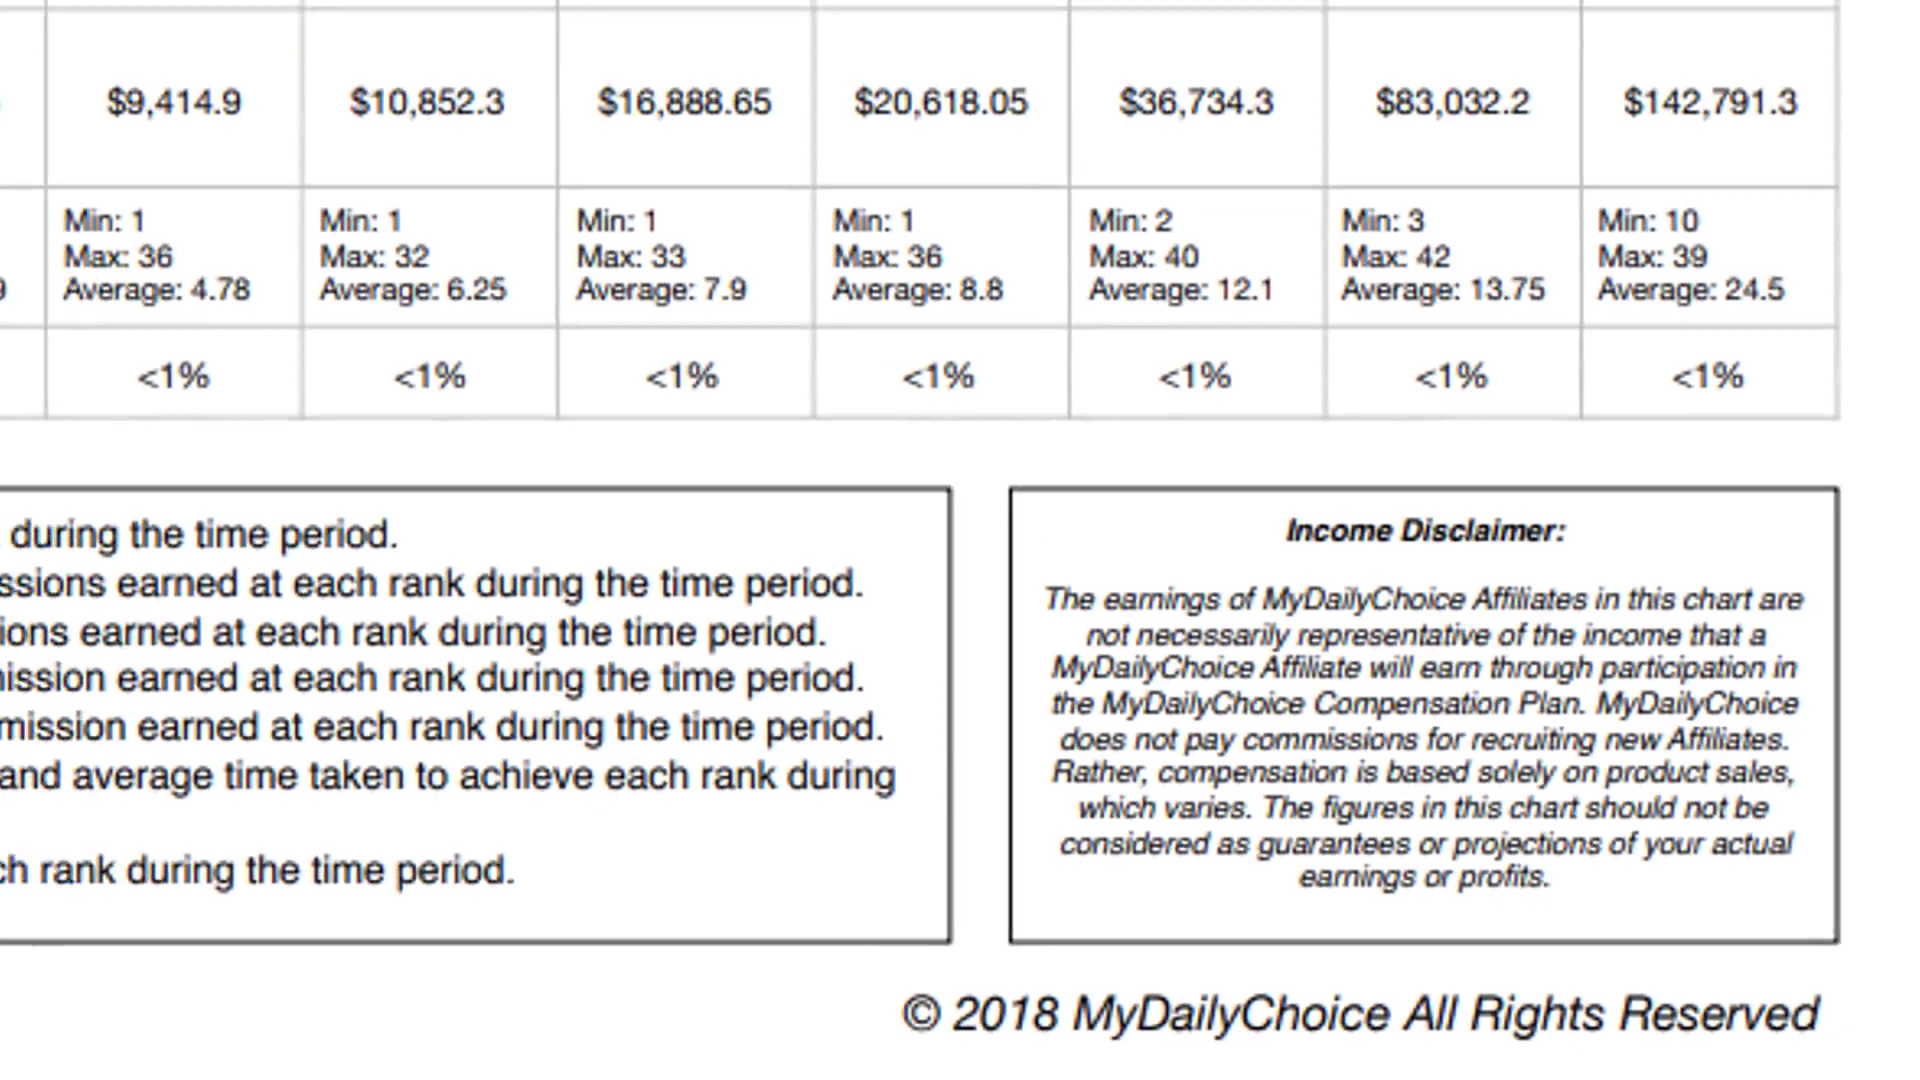 $9,414.9 $10,852.3 $16,888.65 $20,618.05 $36,734.3 $83,032.2 $142,791.3
Min: 1 Min: 1 Min: 1 Min: 1 Min: 2 Min: 3 Min: 10
Max: 36 Max: 32 Max: 33 Max: 36 Max: 40 Max: 42 Max: 39
9 Average: 4.78 Average: 6.25 Average: 7.9 Average: 8.8 Average: 12.1 Average: 13.75 Average: 24.5
<1% <1% <1% <1% <1% <1% <1%
during the time period.
ssions earned at each rank during the time period.
ions earned at each rank during the time period.
ission earned at each rank during the time period.
mission earned at each rank during the time period.
and average time taken to achieve each rank during
ch rank during the time period.
Income Disclaimer:
The earnings of MyDailyChoice Affiliates in this chart are
not necessarily representative of the income that a
MyDailyChoice Affiliate will earn through participation in
the MyDailyChoice Compensation Plan. MyDailyChoice
does not pay commissions for recruiting new Affiliates.
Rather, compensation is based solely on product sales,
which varies. The figures in this chart should not be
considered as guarantees or projections of your actual
earnings or profits.
© 2018 MyDailyChoice All Rights Reserved